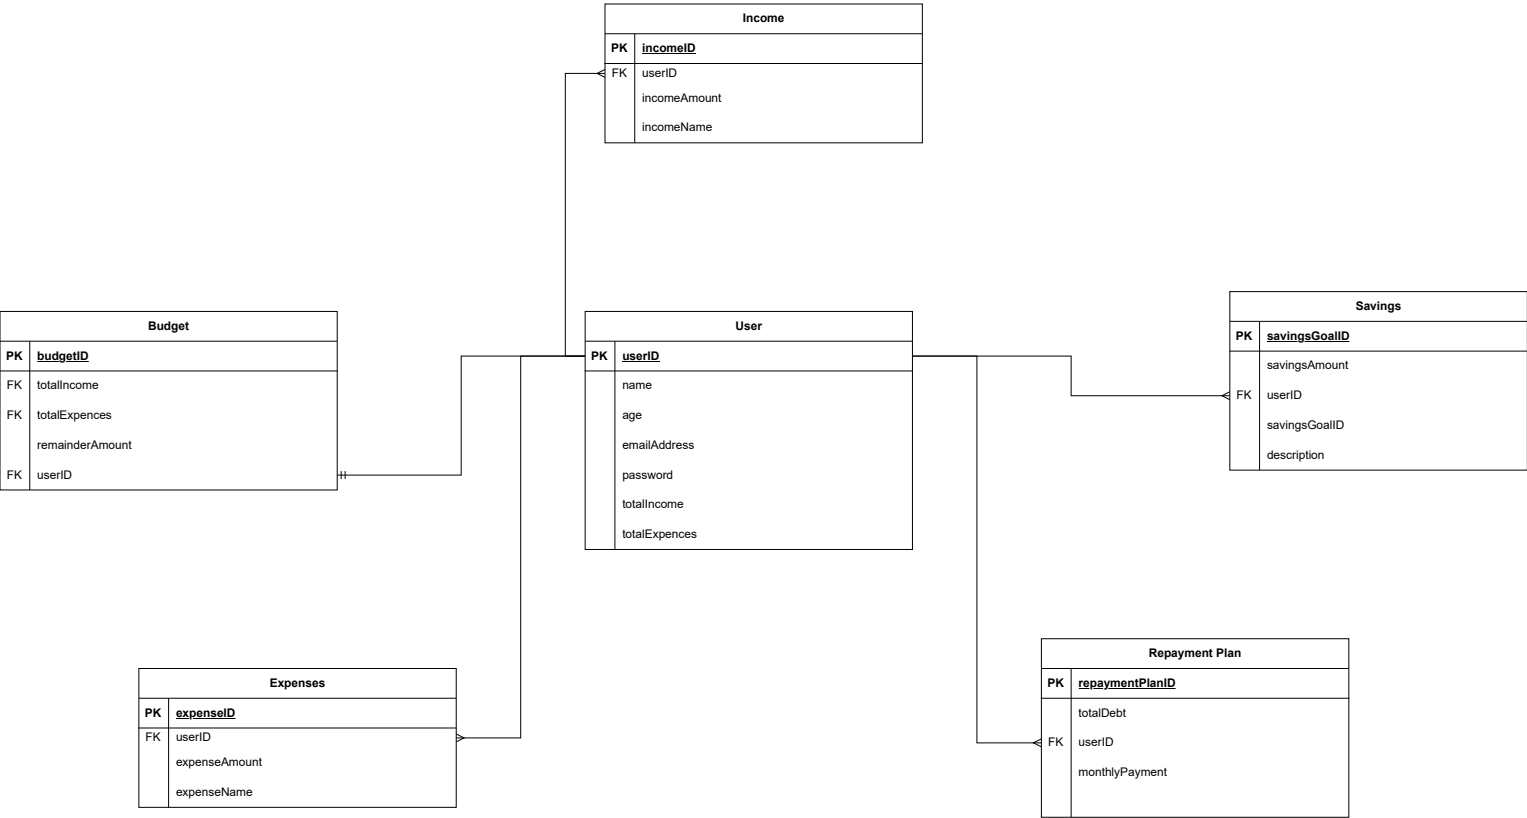 Income
PK incomeID
FK userID
incomeAmount
incomeName
Budget
PK budgetID
FK totalIncome
FK totalExpences
remainderAmount
FK userID
User
PK userID
name
age
emailAddress
password
totalIncome
totalExpences
Savings
PK savingsGoalID
savingsAmount
FK userID
savingsGoalID
description
Expenses
PK expenseID
FK userID
expenseAmount
expenseName
Repayment Plan
PK repaymentPlanID
totalDebt
FK userID
monthlyPayment